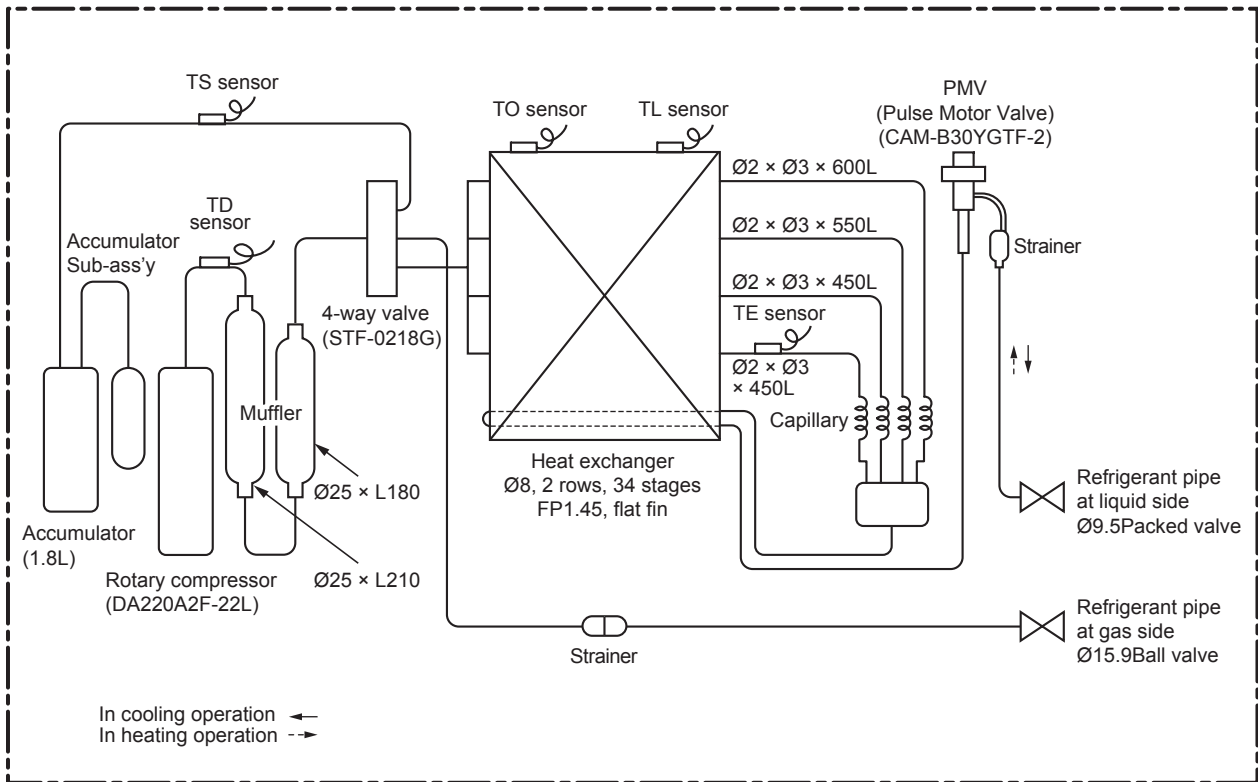 TS sensor
TO sensor
TL sensor
PMV
(Pulse Motor Valve)
(CAM-B30YGTF-2)
TD
sensor
Accumulator
Sub-ass'y
4-way valve
(STF-0218G)
Ø2 × Ø3 × 600L
Ø2 × Ø3 × 550L
Ø2 × Ø3 × 450L
TE sensor
Ø2 × Ø3
× 450L
Strainer
Muffler
Capillary
Heat exchanger
Ø8, 2 rows, 34 stages
FP1.45, flat fin
Ø25 × L180
Ø25 × L210
Accumulator
(1.8L)
Rotary compressor
(DA220A2F-22L)
Refrigerant pipe
at liquid side
Ø9.5Packed valve
Strainer
Refrigerant pipe
at gas side
Ø15.9Ball valve
In cooling operation
In heating operation